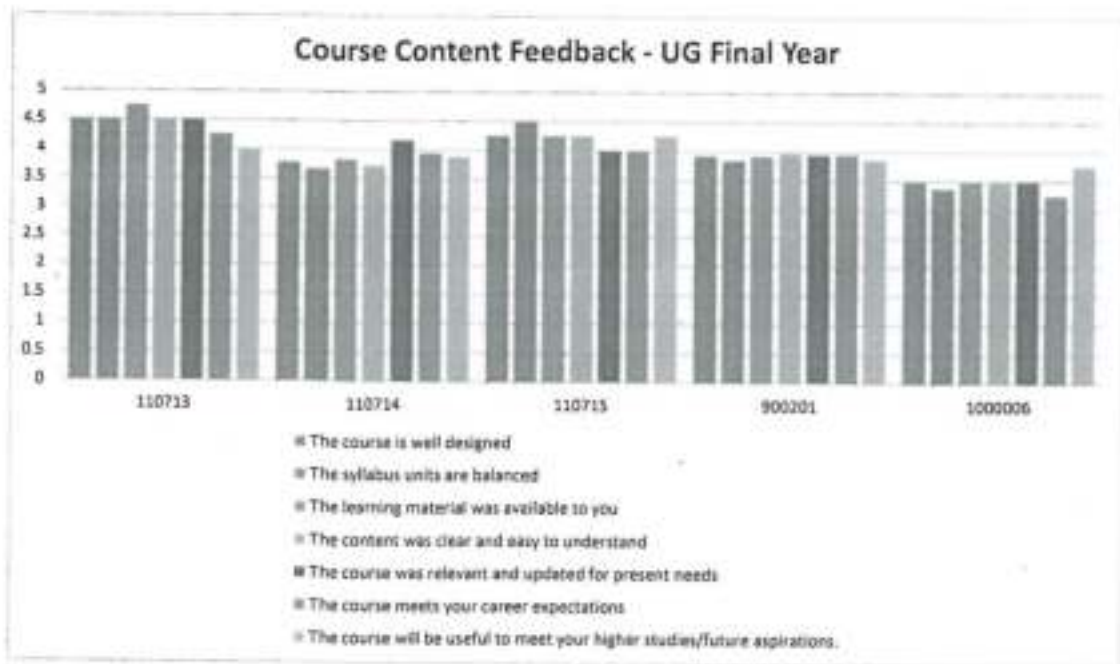 Course Content Feedback - UG Final Year
5
4.5
4
3.5
3
2.5
2
1.5
1
0.5
0
110713 110714 110715 900201 1000006
The course is well designed
The syllabus units are balanced
The learning material was available to you
The content was clear and easy to understand
The course was relevant and updated for present needs
The course meets your career expectations
The course will be useful to meet your higher studies/future aspirations.